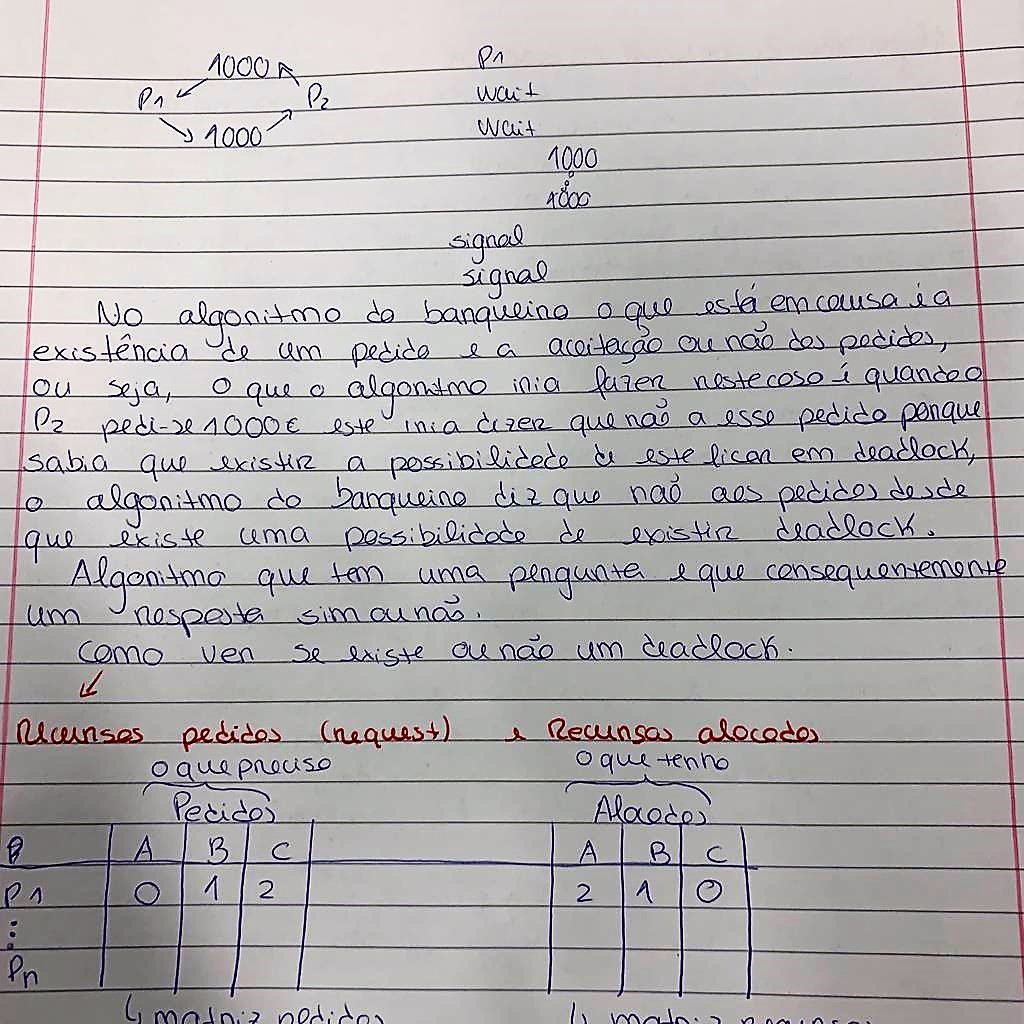 1000
P1
P2
1000
P1
wait
wait
1000
1000
signal
signal
No algoritmo do banqueiro o que está em causa é a
existência de um pedido e a aceitação ou não dos pedidos,
ou seja, o que o algoritmo iria fazer neste caso é quando o
P2 pedi-se 1000€ este iria dizer que não a esse pedido porque
sabia que existir a possibilidade de este ficar em deadlock,
o algoritmo do banqueiro diz que não aos pedidos desde
que existe uma possibilidade de existir deadlock.
Algoritmo que tem uma pergunta e que consequentemente
um resposta sim ou não.
Como ver se existe ou não um deadlock.
Recursos pedidos (request) e Recursos alocados
o que preciso
o que tenho
Pedidos
Alocados
A B C
A B C
P1 0 1 2
2 1 0
⋮
Pn
↳ matriz pedidos
↳ matriz